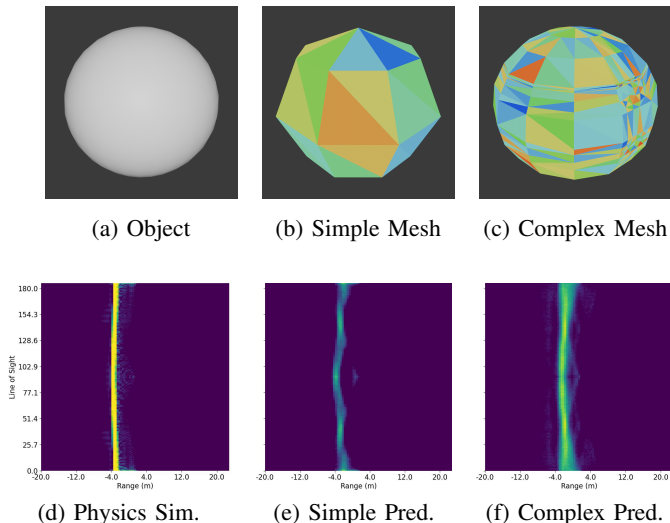 (a) Object (b) Simple Mesh (c) Complex Mesh
180.0
154.3
128.6
102.9
77.1
51.4
25.7
0.0
Line of Sight
-20.0 -12.0 -4.0 4.0 12.0 20.0
Range (m)
-20.0 -12.0 -4.0 4.0 12.0 20.0
Range (m)
-20.0 -12.0 -4.0 4.0 12.0 20.0
Range (m)
(d) Physics Sim. (e) Simple Pred. (f) Complex Pred.